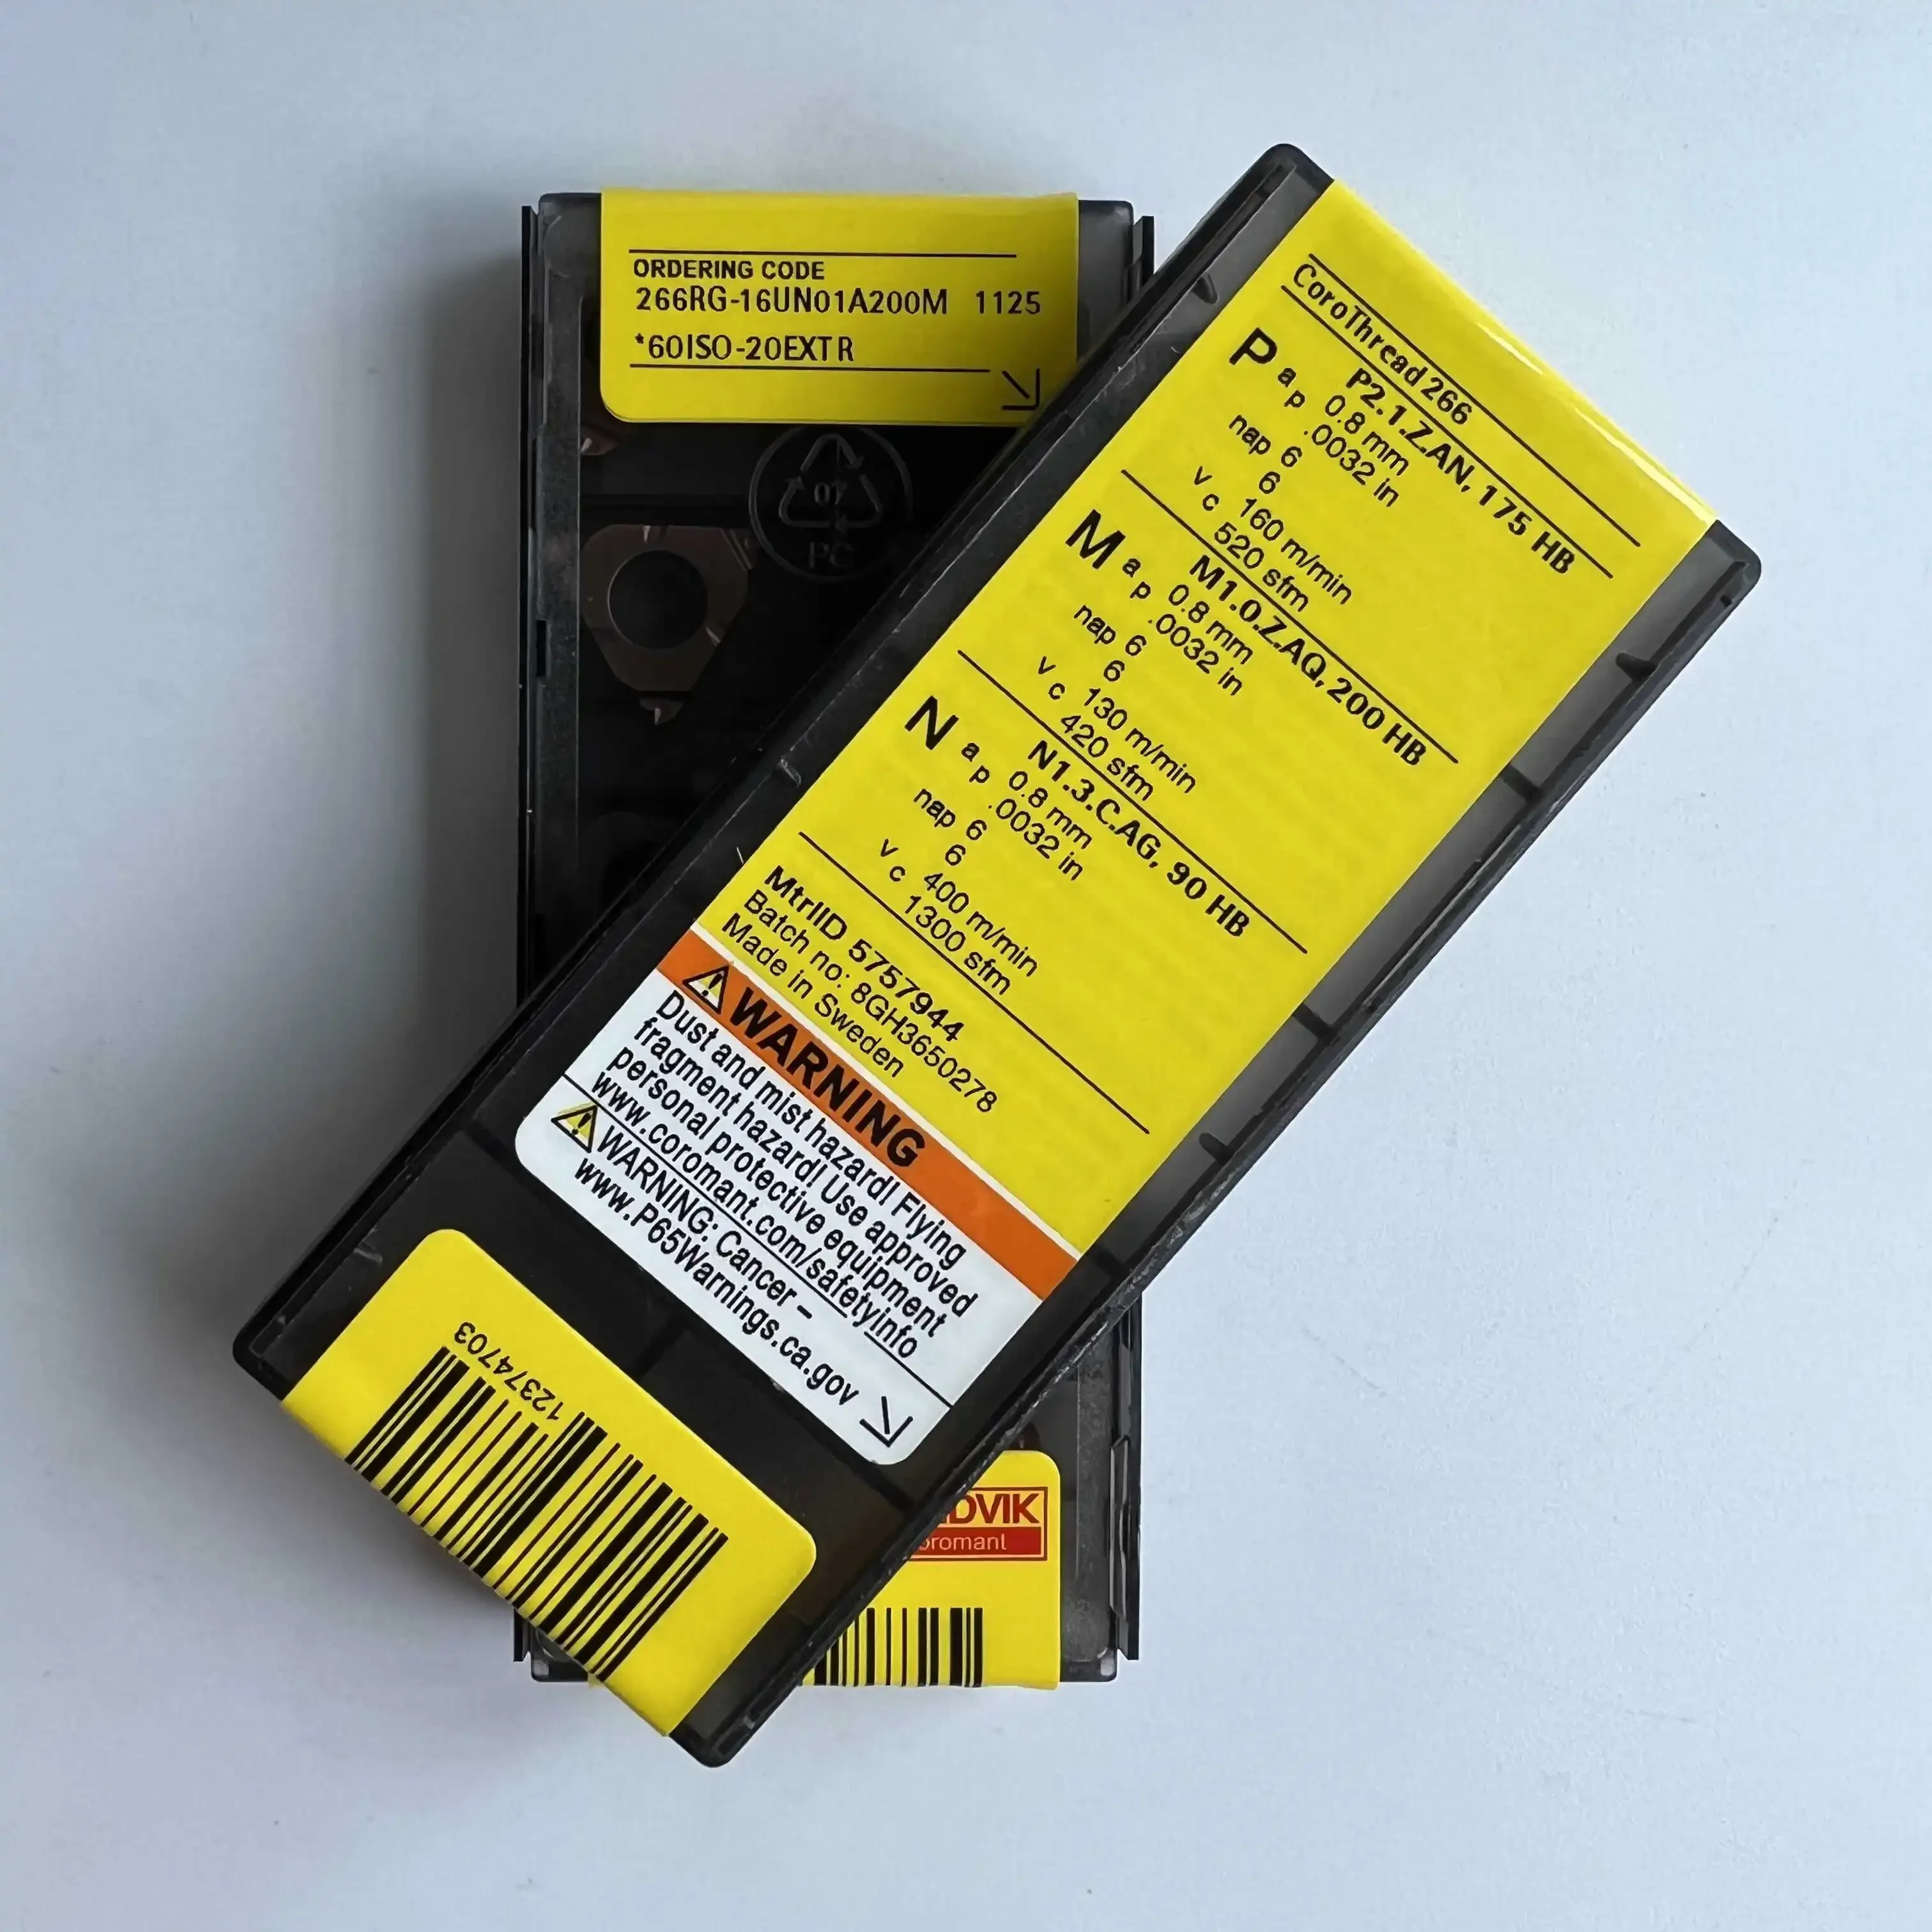 ORDERING CODE
266RG-16UN01A200M 1125
*60ISO-20EXT R
07
PC
CoroThread 266
P P2.1.Z.AN, 175 HB
ap 0.8 mm
.0032 in
nap 6
6
vc 160 m/min
520 sfm
M M1.0.Z.AQ, 200 HB
ap 0.8 mm
.0032 in
nap 6
6
vc 130 m/min
420 sfm
N N1.3.C.AG, 90 HB
ap 0.8 mm
.0032 in
nap 6
6
vc 400 m/min
1300 sfm
MtrlID 5757944
Batch no: 8GH3650278
Made in Sweden
WARNING
Dust and mist hazard! Flying
fragment hazard! Use approved
personal protective equipment
www.coromant.com/safetyinfo
WARNING: Cancer –
www.P65Warnings.ca.gov
12374703
DVIK
oromant